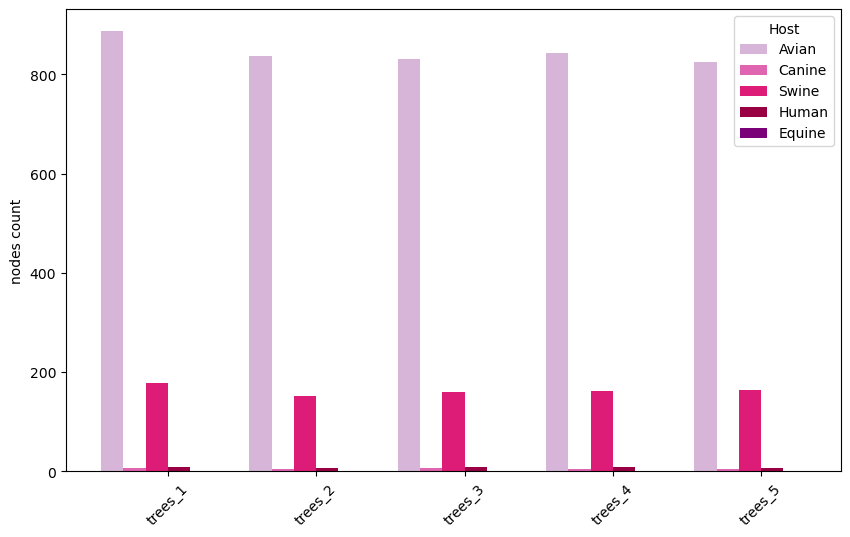 Host
Avian
Canine
Swine
Human
Equine
nodes count
800
600
400
200
0
trees_1
trees_2
trees_3
trees_4
trees_5